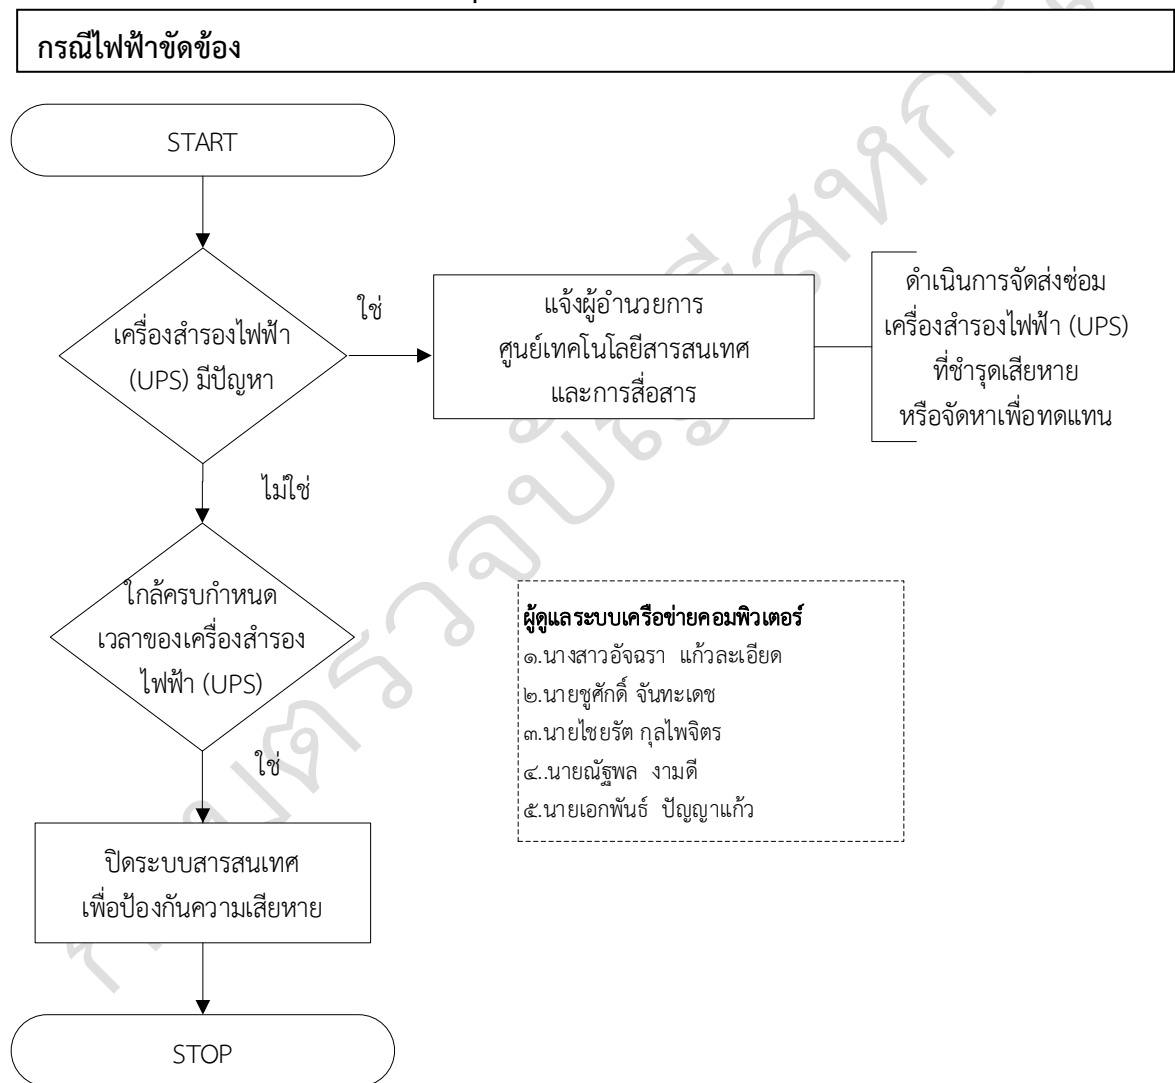 กรณีไฟฟ้าขัดข้อง
START
เครื่องสำรองไฟฟ้า
(UPS) มีปัญหา
ใช่
แจ้งผู้อำนวยการ
ศูนย์เทคโนโลยีสารสนเทศ
และการสื่อสาร
ดำเนินการจัดส่งซ่อม
เครื่องสำรองไฟฟ้า (UPS)
ที่ชำรุดเสียหาย
หรือจัดหาเพื่อทดแทน
ไม่ใช่
ใกล้ครบกำหนด
เวลาของเครื่องสำรอง
ไฟฟ้า (UPS)
ผู้ดูแลระบบเครือข่ายคอมพิวเตอร์
๑.นางสาวอัจฉรา แก้วละเอียด
๒.นายชูศักดิ์ จันทะเดช
๓.นายไชยรัต กุลไพจิตร
๔..นายณัฐพล งามดี
๕.นายเอกพันธ์ ปัญญาแก้ว
ใช่
ปิดระบบสารสนเทศ
เพื่อป้องกันความเสียหาย
STOP